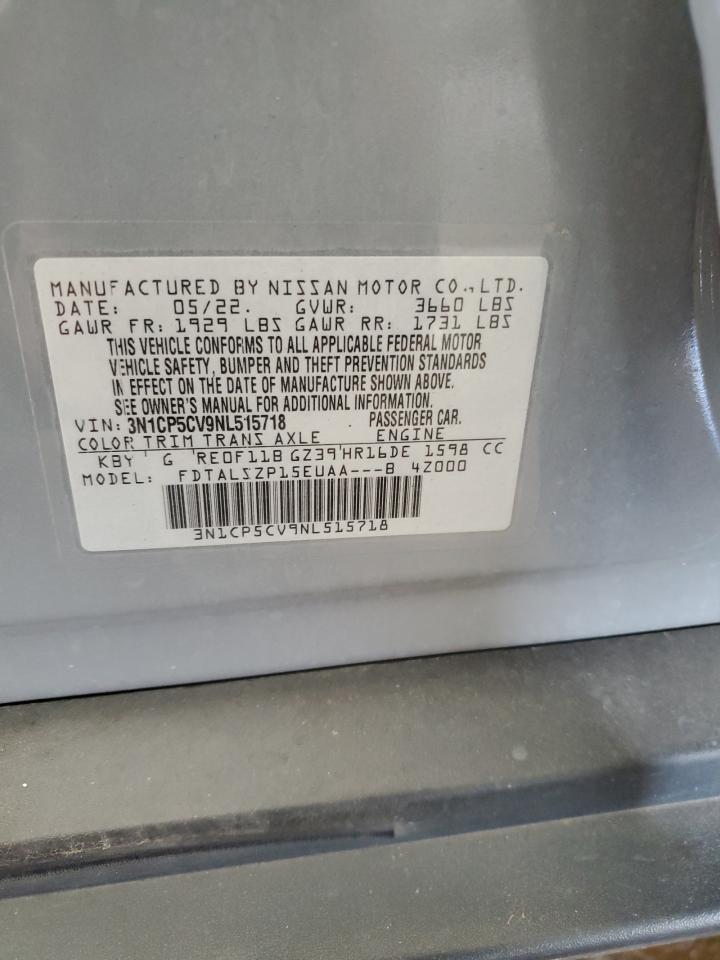 MANUFACTURED BY NISSAN MOTOR CO., LTD.
DATE: 05/22. GVWR: 3660 LBS
GAWR FR: 1929 LBS GAWR RR: 1731 LBS
THIS VEHICLE CONFORMS TO ALL APPLICABLE FEDERAL MOTOR
VEHICLE SAFETY, BUMPER AND THEFT PREVENTION STANDARDS
IN EFFECT ON THE DATE OF MANUFACTURE SHOWN ABOVE.
SEE OWNER'S MANUAL FOR ADDITIONAL INFORMATION.
VIN: 3N1CP5CV9NL515718 . PASSENGER CAR.
COLOR TRIM TRANS AXLE ENGINE
KBY ' G 'RE0F11B GZ39'HR16DE 1598 CC
MODEL: FDTALSZP15EUAA---B 4Z000
3N1CP5CV9NL515718